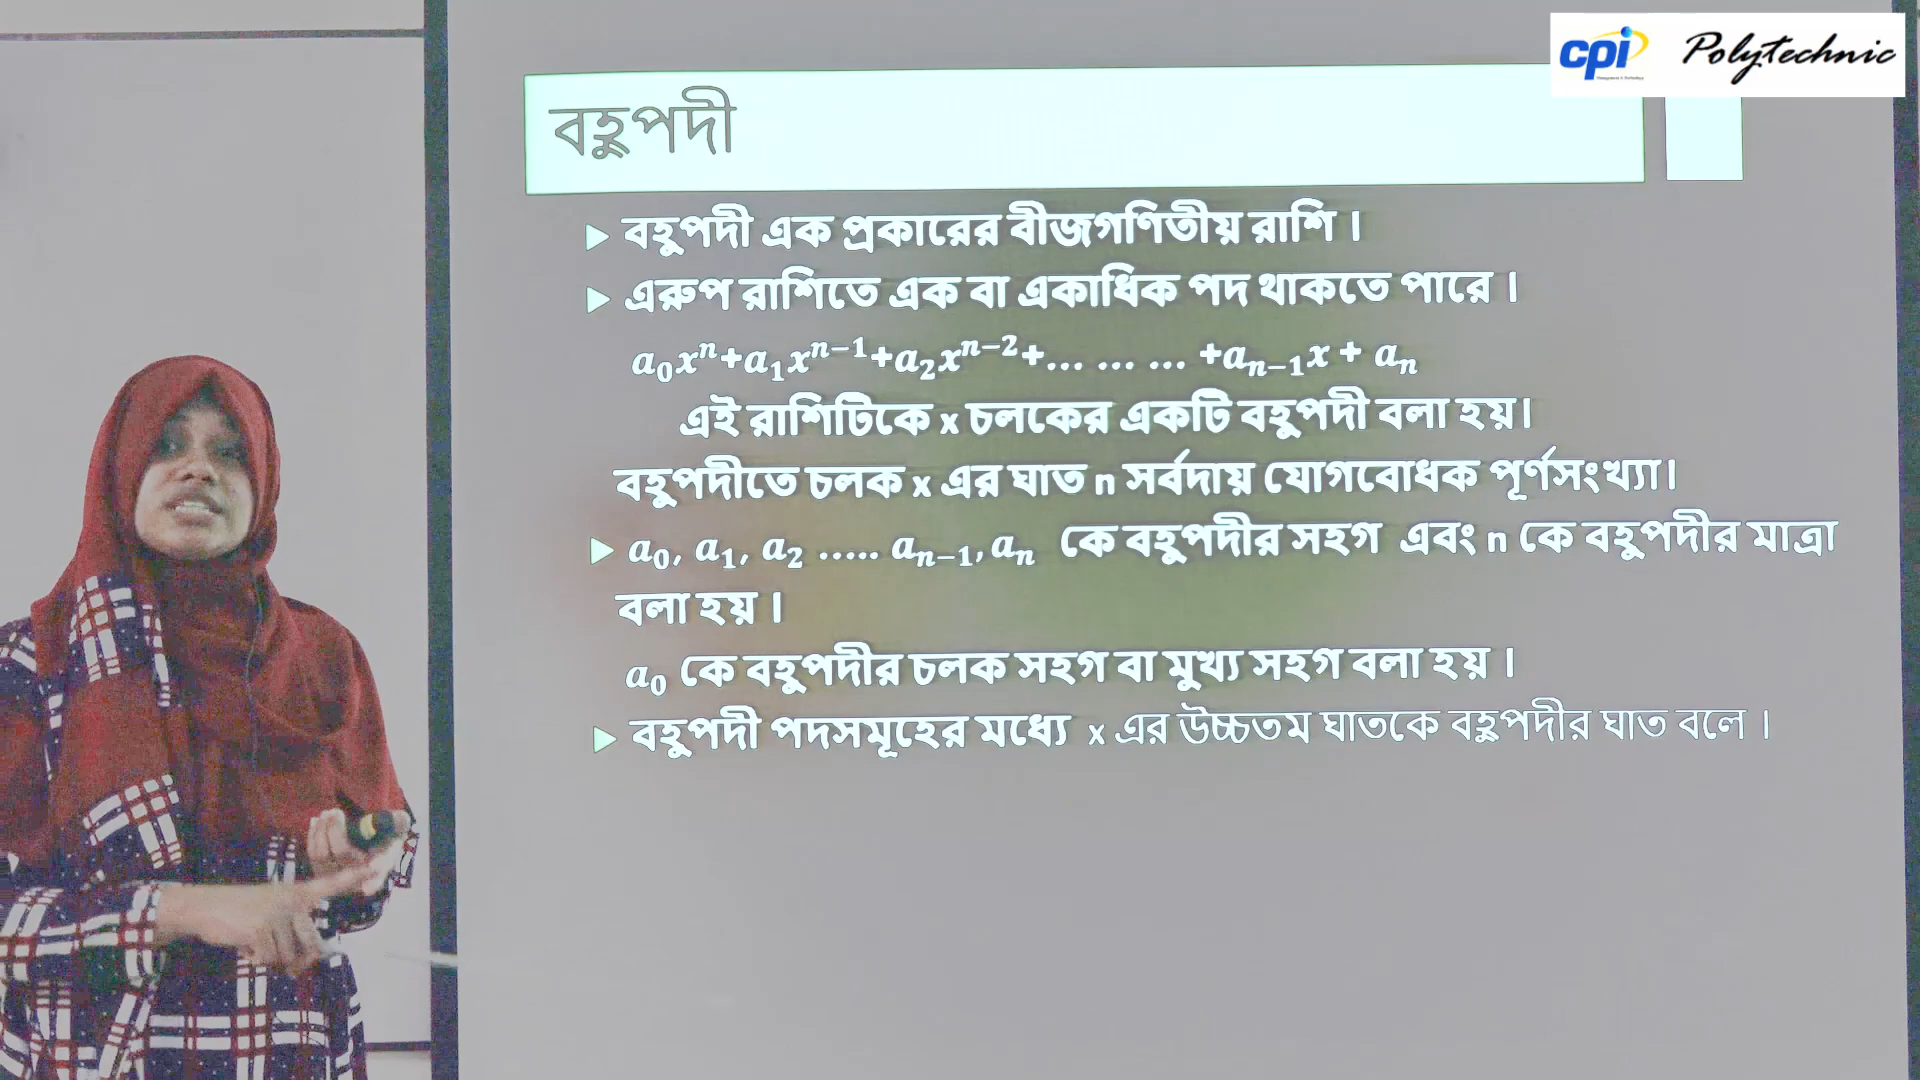 cpi Polytechnic
বহুপদী
বহুপদী এক প্রকারের বীজগণিতীয় রাশি ।
এরুপ রাশিতে এক বা একাধিক পদ থাকতে পারে ।
a₀xⁿ+a₁xⁿ⁻¹+a₂xⁿ⁻²+... ... ... +aₙ₋₁x + aₙ
এই রাশিটিকে x চলকের একটি বহুপদী বলা হয়।
বহুপদীতে চলক x এর ঘাত n সর্বদায় যোগবোধক পূর্ণসংখ্যা।
a₀, a₁, a₂ ..... aₙ₋₁, aₙ কে বহুপদীর সহগ এবং n কে বহুপদীর মাত্রা
বলা হয় ।
a₀ কে বহুপদীর চলক সহগ বা মুখ্য সহগ বলা হয় ।
বহুপদী পদসমূহের মধ্যে x এর উচ্চতম ঘাতকে বহুপদীর ঘাত বলে ।